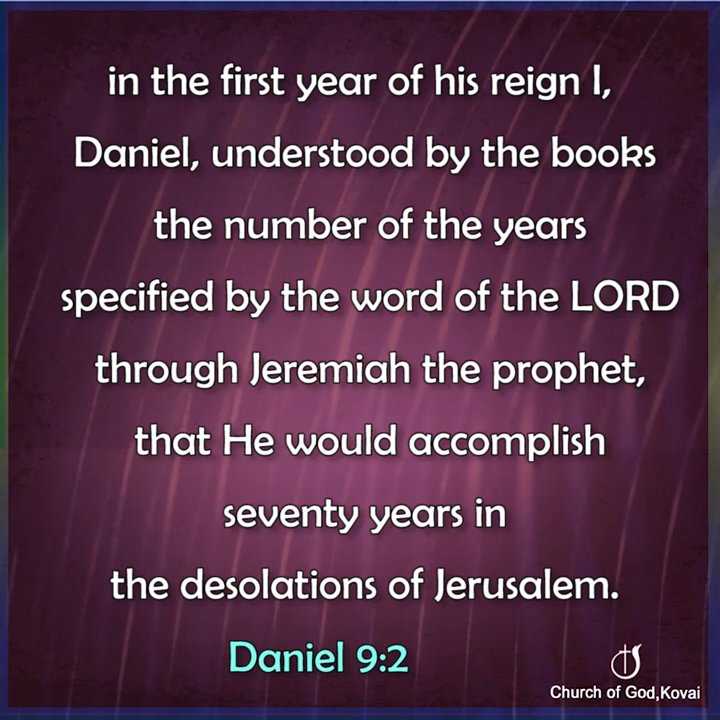 in the first year of his reign I,
Daniel, understood by the books
the number of the years
specified by the word of the LORD
through Jeremiah the prophet,
that He would accomplish
seventy years in
the desolations of Jerusalem.
Daniel 9:2
Church of God,Kovai